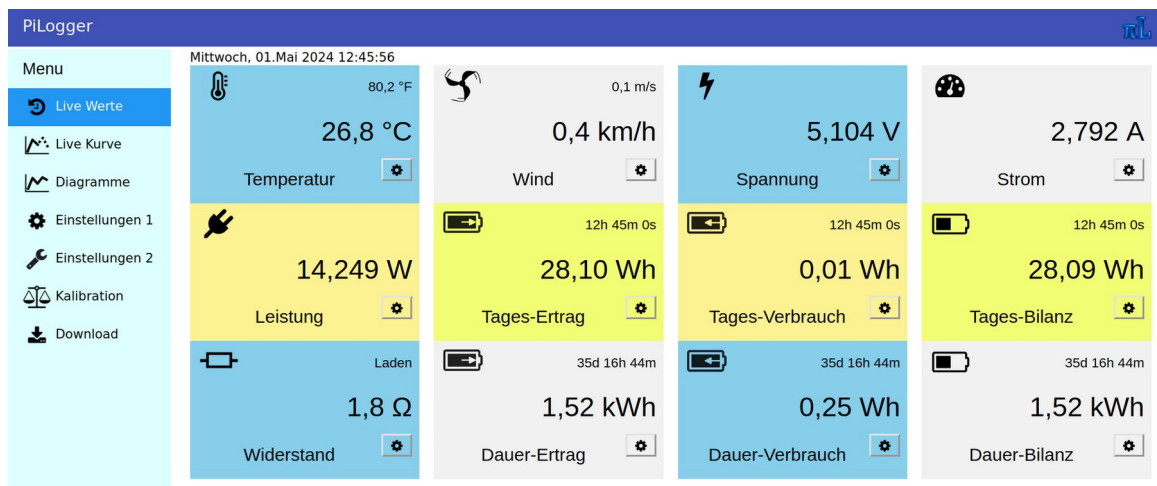 PiLogger
πL
Menu
Live Werte
Live Kurve
Diagramme
Einstellungen 1
Einstellungen 2
Kalibration
Download
Mittwoch, 01.Mai 2024 12:45:56
80,2 °F
26,8 °C
Temperatur
0,1 m/s
0,4 km/h
Wind
5,104 V
Spannung
2,792 A
Strom
14,249 W
Leistung
12h 45m 0s
28,10 Wh
Tages-Ertrag
12h 45m 0s
0,01 Wh
Tages-Verbrauch
12h 45m 0s
28,09 Wh
Tages-Bilanz
Laden
1,8 Ω
Widerstand
35d 16h 44m
1,52 kWh
Dauer-Ertrag
35d 16h 44m
0,25 Wh
Dauer-Verbrauch
35d 16h 44m
1,52 kWh
Dauer-Bilanz